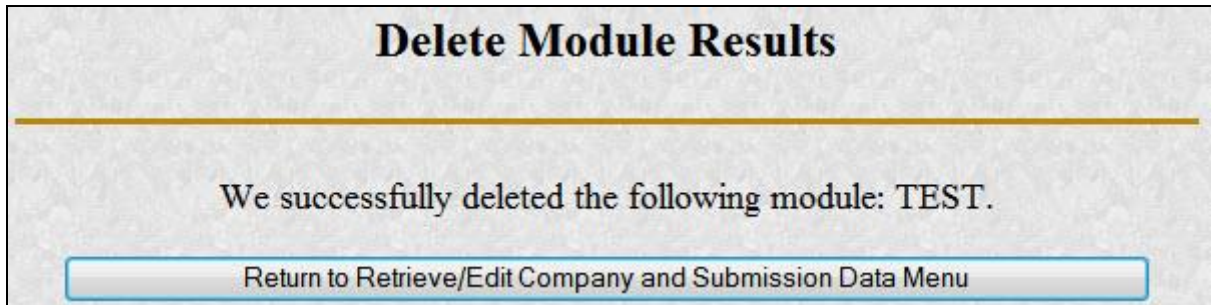 Delete Module Results
We successfully deleted the following module: TEST.
Return to Retrieve/Edit Company and Submission Data Menu